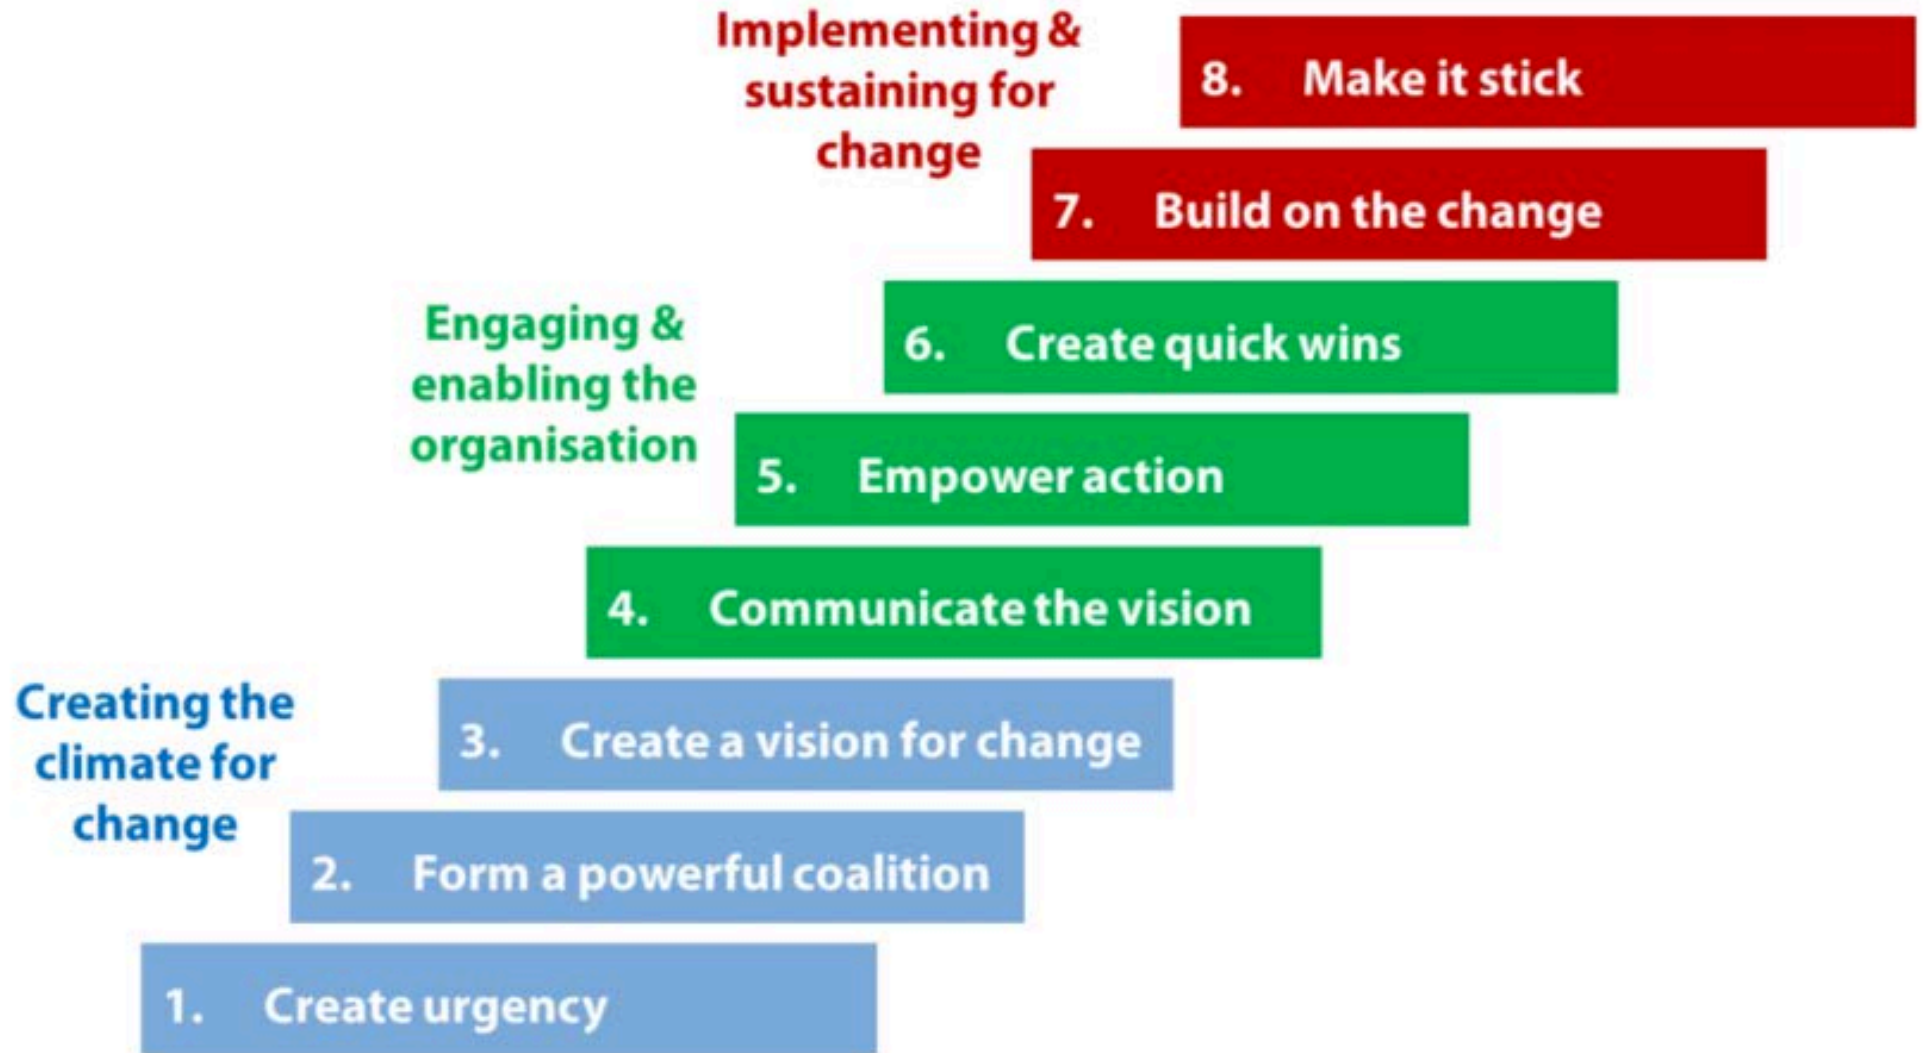 Implementing &
sustaining for
change
8. Make it stick
7. Build on the change
Engaging &
enabling the
organisation
6. Create quick wins
5. Empower action
4. Communicate the vision
Creating the
climate for
change
3. Create a vision for change
2. Form a powerful coalition
1. Create urgency